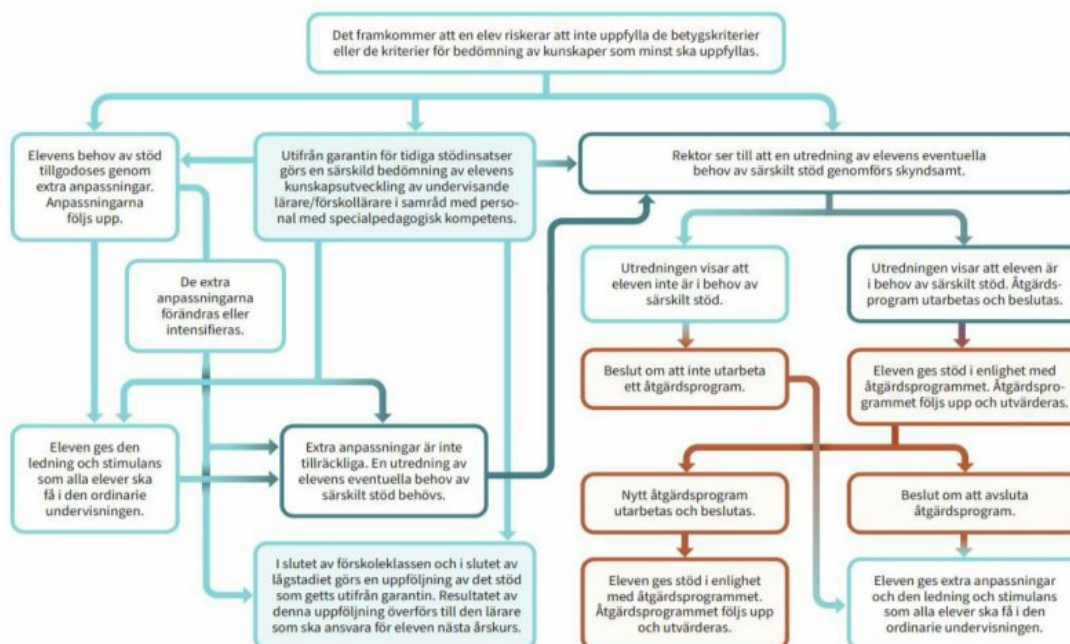 Det framkommer att en elev riskerar att inte uppfylla de betygskriterier
eller de kriterier för bedömning av kunskaper som minst ska uppfyllas.
Elevens behov av stöd
tillgodoses genom
extra anpassningar.
Anpassningarna
följs upp.
Utifrån garantin för tidiga stödinsatser
görs en särskild bedömning av elevens
kunskapsutveckling av undervisande
lärare/förskollärare i samråd med perso-
nal med specialpedagogisk kompetens.
Rektor ser till att en utredning av elevens eventuella
behov av särskilt stöd genomförs skyndsamt.
De extra
anpassningarna
förändras eller
intensifieras.
Utredningen visar att
eleven inte är i behov av
särskilt stöd.
Utredningen visar att eleven är
i behov av särskilt stöd. Åtgärds-
program utarbetas och beslutas.
Beslut om att inte utarbeta
ett åtgärdsprogram.
Eleven ges stöd i enlighet med
åtgärdsprogrammet. Åtgärdspro-
grammet följs upp och utvärderas.
Eleven ges den
ledning och stimulans
som alla elever ska
få i den ordinarie
undervisningen.
Extra anpassningar är inte
tillräckliga. En utredning av
elevens eventuella behov av
särskilt stöd behövs.
Nytt åtgärdsprogram
utarbetas och beslutas.
Beslut om att avsluta
åtgärdsprogram.
I slutet av förskoleklassen och i slutet av
lågstadiet görs en uppföljning av det stöd
som getts utifrån garantin. Resultatet av
denna uppföljning överförs till den lärare
som ska ansvara för eleven nästa årskurs.
Eleven ges stöd i enlighet
med åtgärdsprogrammet.
Åtgärdsprogrammet följs upp
och utvärderas.
Eleven ges extra anpassningar
och den ledning och stimulans
som alla elever ska få i den
ordinarie undervisningen.